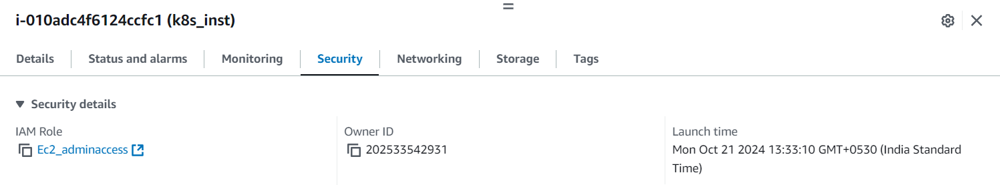 i-010adc4f6124ccfc1 (k8s_inst)
Details
Status and alarms
Monitoring
Security
Networking
Storage
Tags
Security details
IAM Role
Ec2_adminaccess
Owner ID
202533542931
Launch time
Mon Oct 21 2024 13:33:10 GMT+0530 (India Standard
Time)